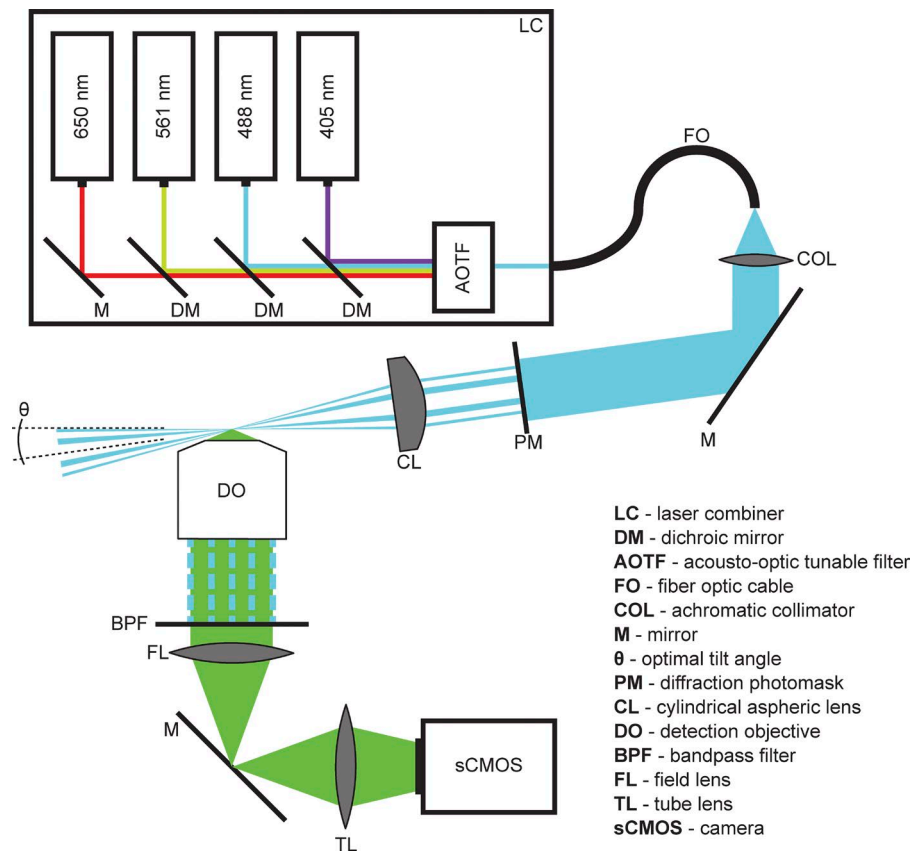 LC
650 nm
561 nm
488 nm
405 nm
AOTF
M
DM
DM
DM
FO
COL
M
PM
CL
θ
DO
BPF
FL
M
TL
sCMOS
LC - laser combiner
DM - dichroic mirror
AOTF - acousto-optic tunable filter
FO - fiber optic cable
COL - achromatic collimator
M - mirror
θ - optimal tilt angle
PM - diffraction photomask
CL - cylindrical aspheric lens
DO - detection objective
BPF - bandpass filter
FL - field lens
TL - tube lens
sCMOS - camera